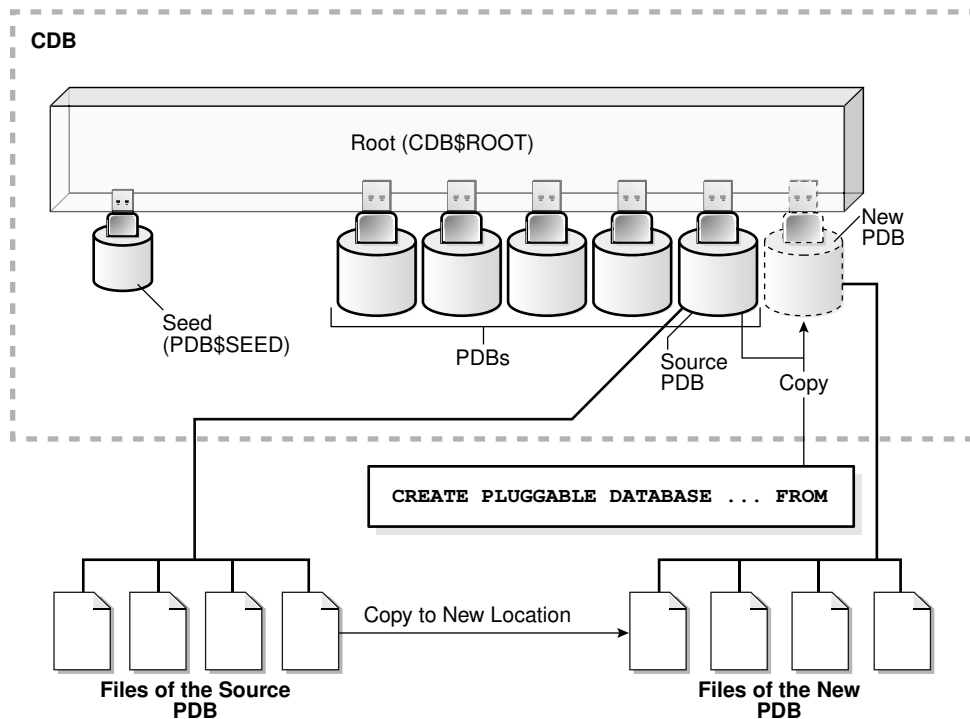 CDB
Root (CDB$ROOT)
New
PDB
Seed
(PDB$SEED)
PDBs
Source
PDB
Copy
CREATE PLUGGABLE DATABASE ... FROM
Copy to New Location
Files of the Source
PDB
Files of the New
PDB